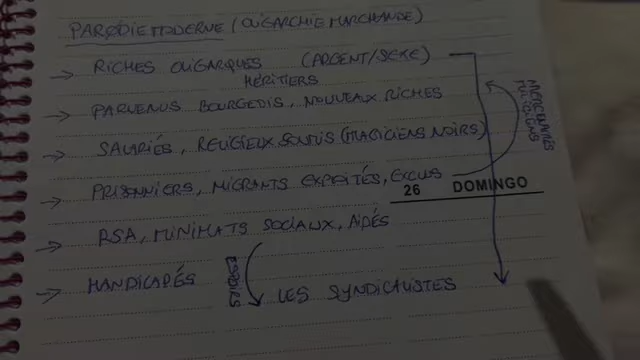 PARODIE MODERNE (OLIGARCHIE MARCHANDE)
→ RICHES OLIGARQUES (ARGENT/SEXE)
HÉRITIERS
→ PARVENUS BOURGEOIS, NOUVEAUX RICHES
→ SALARIÉS, RELIGIEUX SOUMIS (MAGICIENS NOIRS)
→ PRISONNIERS, MIGRANTS EXPLOITÉS, EXCLUS
26 DOMINGO
→ RSA, MINIMATS SOCIAUX, AIDÉS
→ HANDICAPÉS
LES SYNDICALISTES
MERCENAIRES